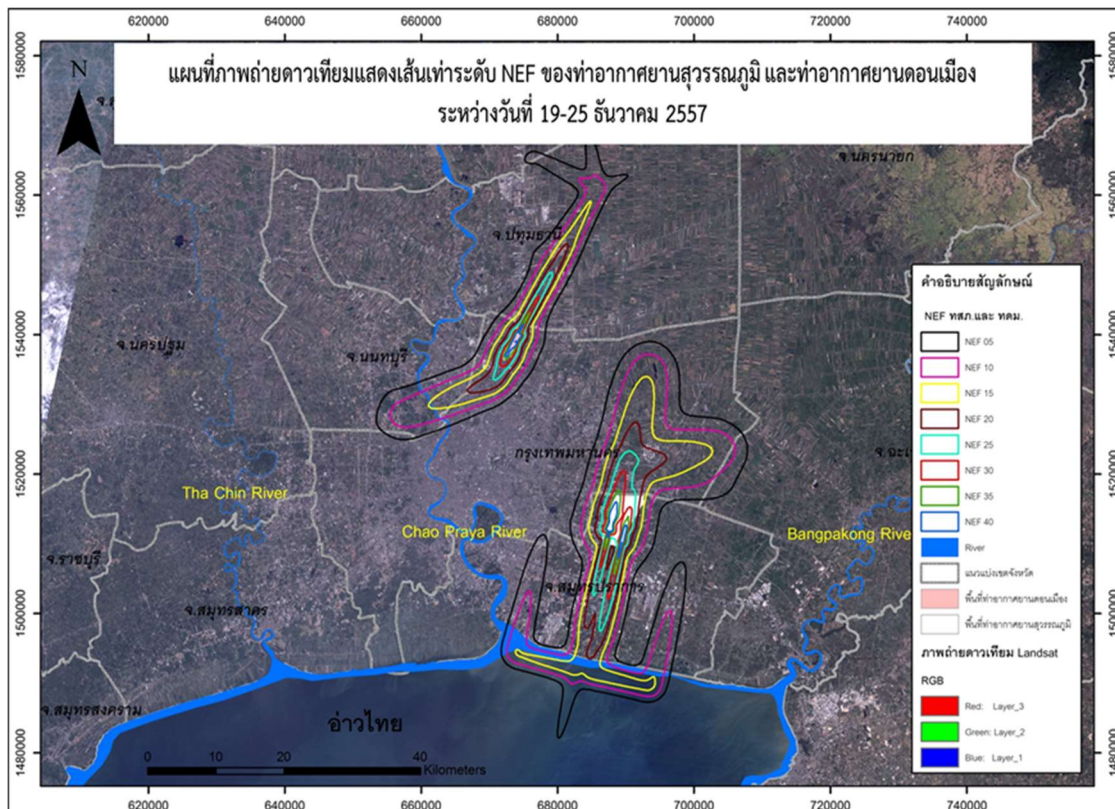 620000 640000 660000 680000 700000 720000 740000
แผนที่ภาพถ่ายดาวเทียมแสดงเส้นเท่าระดับ NEF ของท่าอากาศยานสุวรรณภูมิ และท่าอากาศยานดอนเมือง
ระหว่างวันที่ 19-25 ธันวาคม 2557
N
1580000 1580000
1560000 1560000
1540000 1540000
1520000 1520000
1500000 1500000
1480000 1480000
จ.นครนายก
จ.ปทุมธานี
จ.นครปฐม
จ.นนทบุรี
กรุงเทพมหานคร
Tha Chin River
Chao Praya River
Bangpakong Rive
จ.ราชบุรี
จ.สมุทรปราการ
จ.สมุทรสาคร
จ.สมุทรสงคราม
อ่าวไทย
0 10 20 40
Kilometers
คำอธิบายสัญลักษณ์
NEF ทสภ.และ ทดม.
NEF 05
NEF 10
NEF 15
NEF 20
NEF 25
NEF 30
NEF 35
NEF 40
River
แนวแบ่งเขตจังหวัด
พื้นที่ท่าอากาศยานดอนเมือง
พื้นที่ท่าอากาศยานสุวรรณภูมิ
ภาพถ่ายดาวเทียม Landsat
RGB
Red: Layer_3
Green: Layer_2
Blue: Layer_1
620000 640000 660000 680000 700000 720000 740000